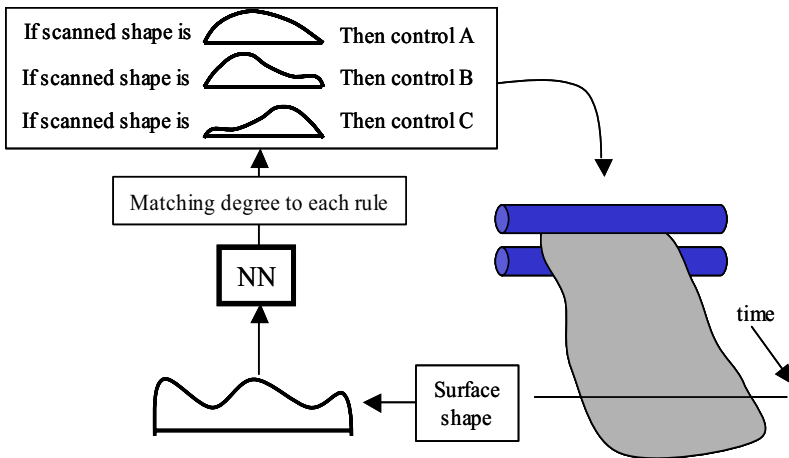 If scanned shape is Then control A
If scanned shape is Then control B
If scanned shape is Then control C
Matching degree to each rule
NN
time
Surface
shape